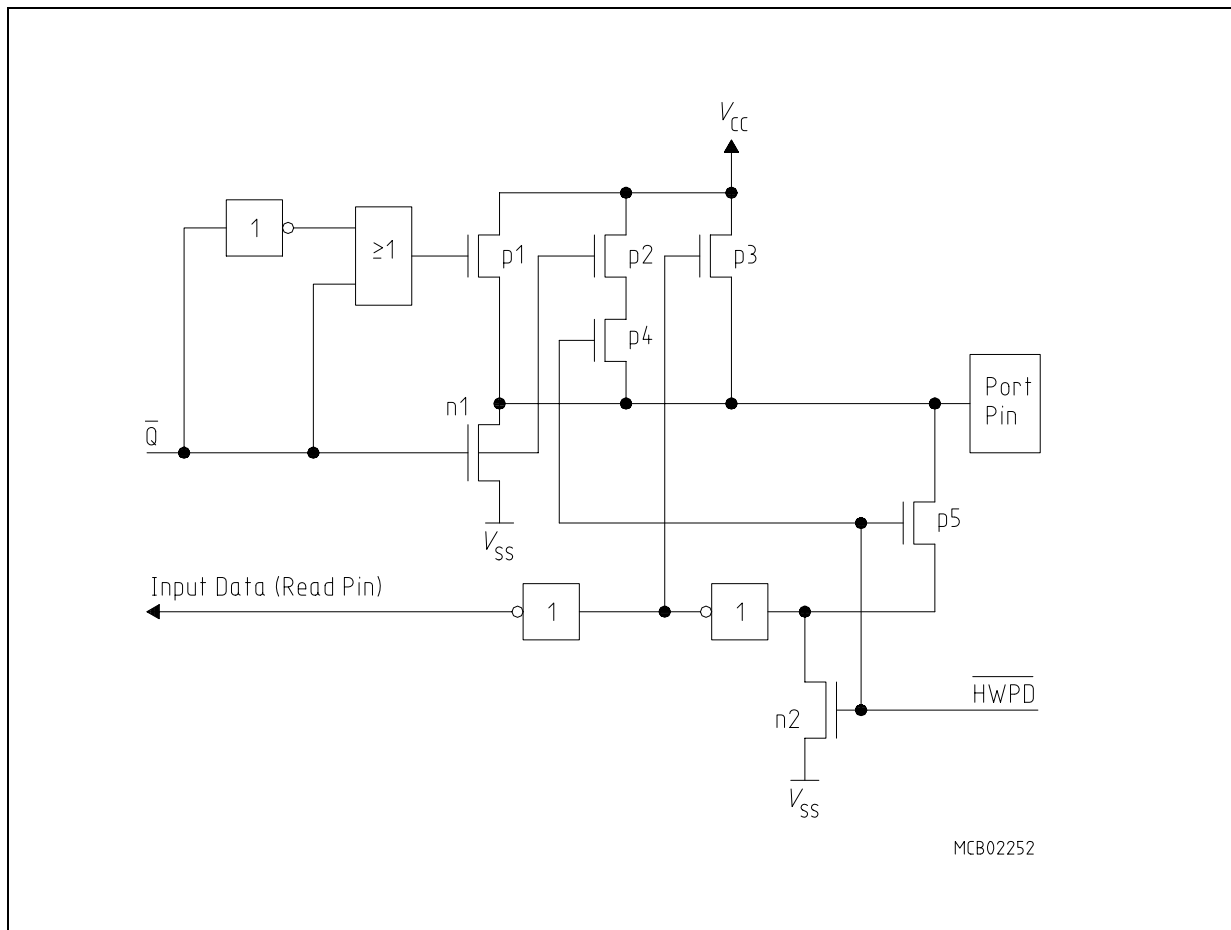 V_CC
1
≥1
p1
p2
p3
p4
n1
Port
Pin
Q̅
V_SS
p5
Input Data (Read Pin)
1
1
H̅W̅P̅D̅
n2
V_SS
MCB02252